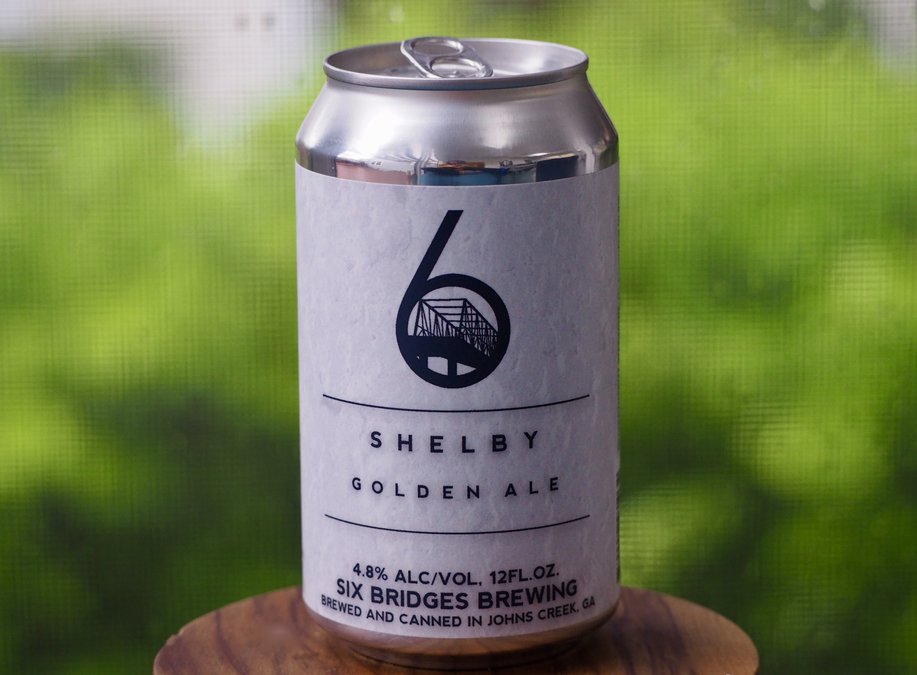 6
SHELBY
GOLDEN ALE
4.8% ALC/VOL, 12FL.OZ.
SIX BRIDGES BREWING
BREWED AND CANNED IN JOHNS CREEK, GA